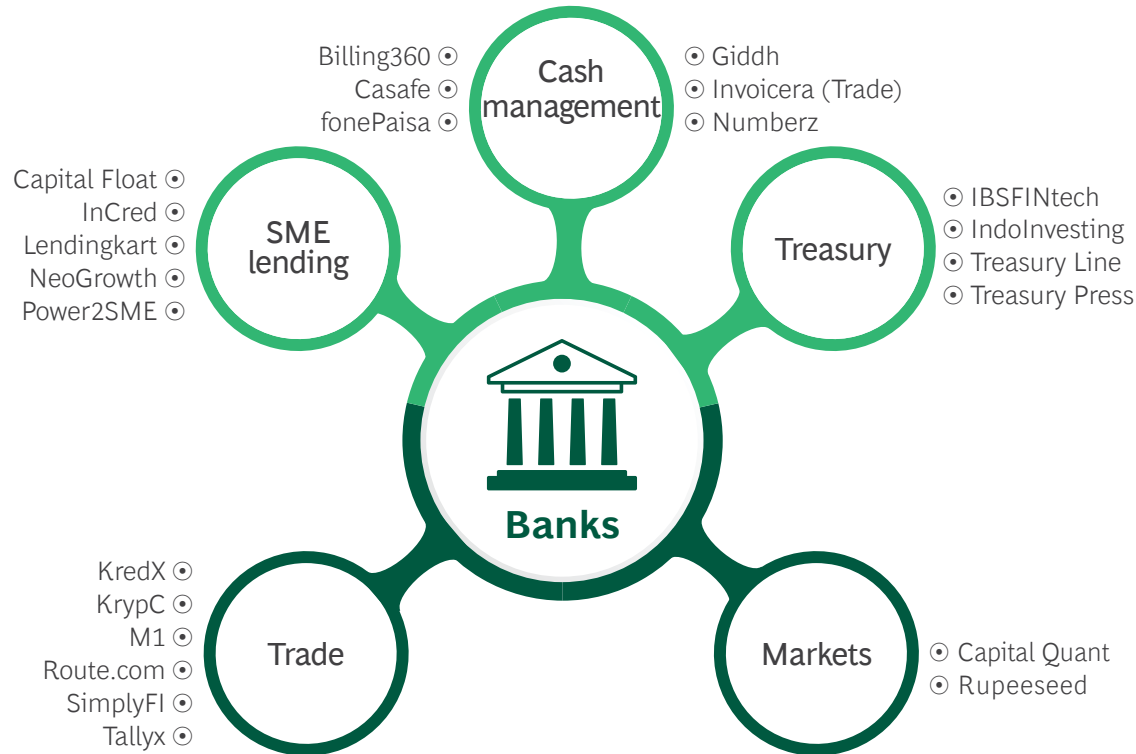 Billing360
Casafe
fonePaisa
Cash
management
Giddh
Invoicera (Trade)
Numberz
Capital Float
InCred
Lendingkart
NeoGrowth
Power2SME
SME
lending
Treasury
IBSFINtech
IndoInvesting
Treasury Line
Treasury Press
Banks
KredX
KrypC
M1
Route.com
SimplyFI
Tallyx
Trade
Markets
Capital Quant
Rupeeseed